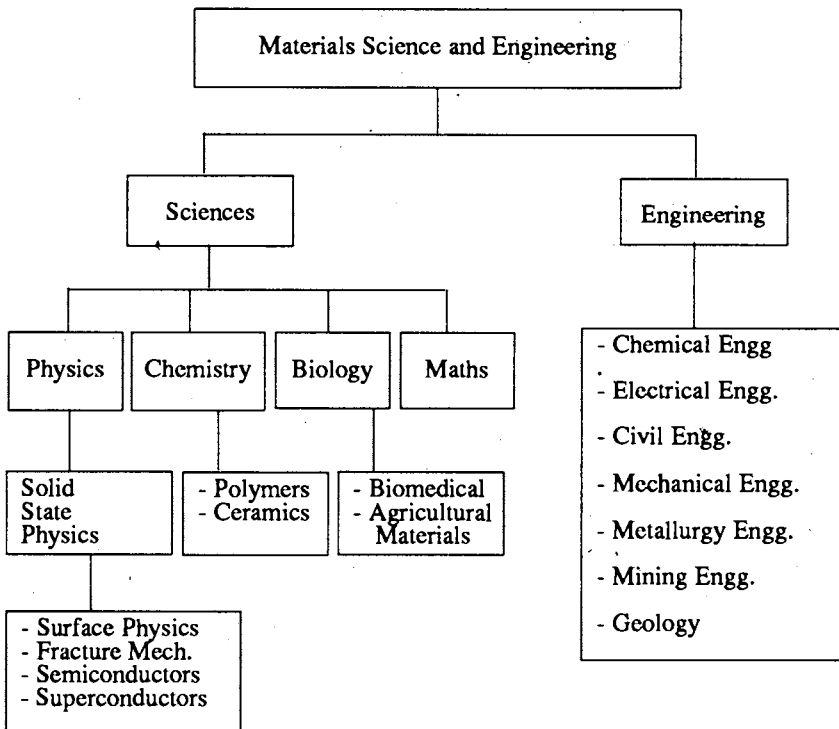 Materials Science and Engineering
Sciences
Engineering
Physics
Chemistry
Biology
Maths
Solid
State
Physics
- Polymers
- Ceramics
- Biomedical
- Agricultural
Materials
- Surface Physics
- Fracture Mech.
- Semiconductors
- Superconductors
- Chemical Engg
- Electrical Engg.
- Civil Engg.
- Mechanical Engg.
- Metallurgy Engg.
- Mining Engg.
- Geology